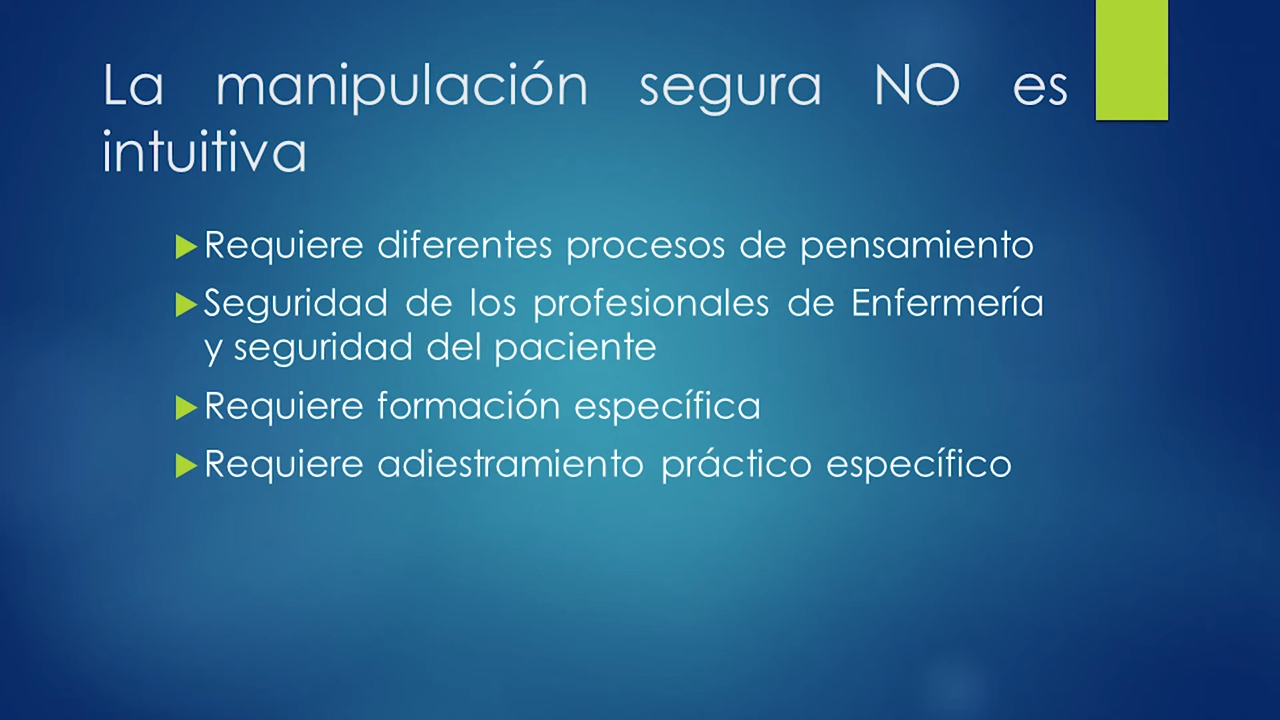 La manipulación segura NO es
intuitiva
Requiere diferentes procesos de pensamiento
Seguridad de los profesionales de Enfermería
y seguridad del paciente
Requiere formación específica
Requiere adiestramiento práctico específico